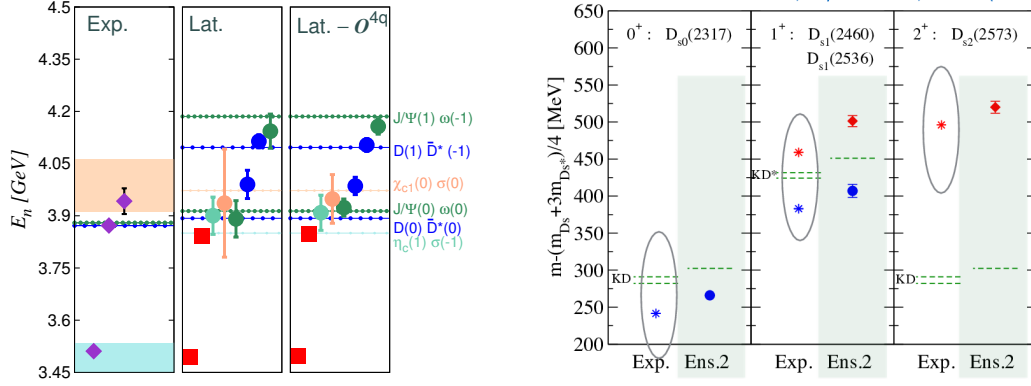 4.5
4.35
4.2
4.05
3.9
3.75
3.6
3.45
E_n [GeV]
Exp.
Lat.
Lat. – O^4q
J/Ψ(1) ω(-1)
D(1) D̄* (-1)
χ_c1(0) σ(0)
J/Ψ(0) ω(0)
D(0) D̄*(0)
η_c(1) σ(-1)
650
600
550
500
450
400
350
300
250
200
m-(m_Ds+3m_Ds*)/4 [MeV]
0⁺ : D_s0(2317)
1⁺ : D_s1(2460)
D_s1(2536)
2⁺ : D_s2(2573)
KD
KD*
KD
Exp. Ens.2
Exp. Ens.2
Exp. Ens.2